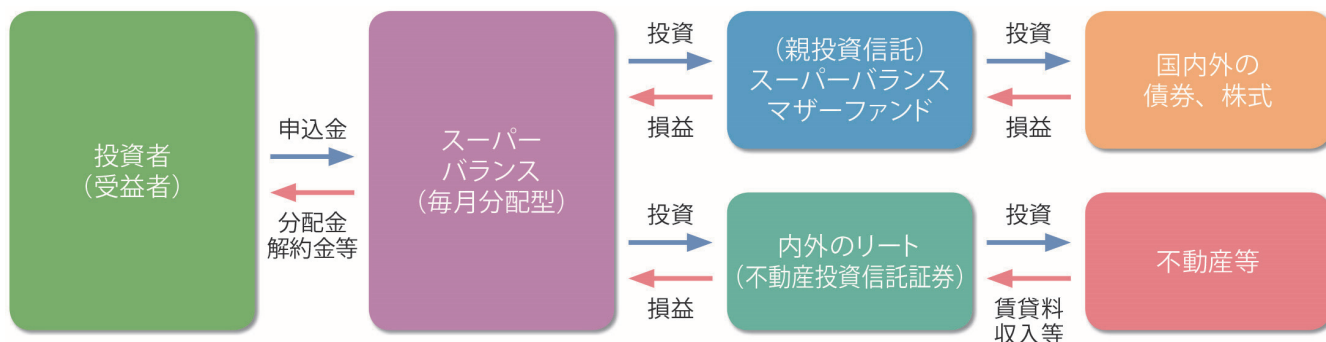 投資者
(受益者)
申込金
分配金
解約金等
スーパー
バランス
(毎月分配型)
投資
損益
(親投資信託)
スーパーバランス
マザーファンド
投資
損益
国内外の
債券、株式
投資
損益
内外のリート
(不動産投資信託証券)
投資
賃貸料
収入等
不動産等